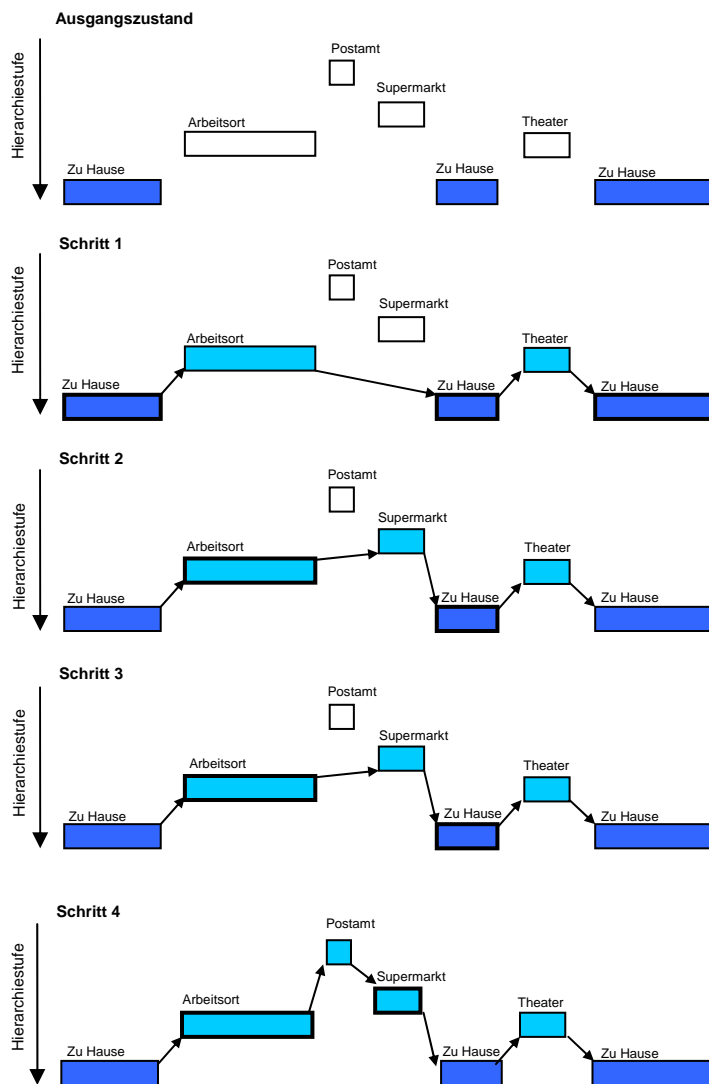 Ausgangszustand
Hierarchiestufe
Postamt
Supermarkt
Arbeitsort
Theater
Zu Hause
Zu Hause
Zu Hause
Schritt 1
Hierarchiestufe
Postamt
Supermarkt
Arbeitsort
Theater
Zu Hause
Zu Hause
Zu Hause
Schritt 2
Hierarchiestufe
Postamt
Supermarkt
Arbeitsort
Theater
Zu Hause
Zu Hause
Zu Hause
Schritt 3
Hierarchiestufe
Postamt
Supermarkt
Arbeitsort
Theater
Zu Hause
Zu Hause
Zu Hause
Schritt 4
Hierarchiestufe
Postamt
Supermarkt
Arbeitsort
Theater
Zu Hause
Zu Hause
Zu Hause